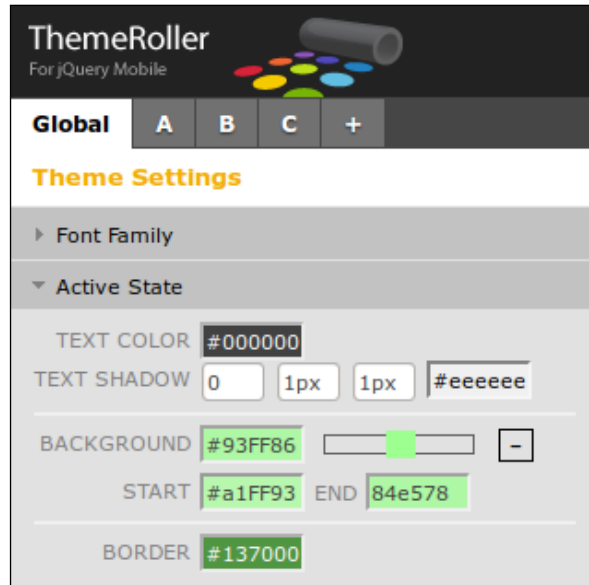 ThemeRoller
For jQuery Mobile
Global A B C +
Theme Settings
Font Family
Active State
TEXT COLOR #000000
TEXT SHADOW 0 1px 1px #eeeeee
BACKGROUND #93FF86 –
START #a1FF93 END 84e578
BORDER #137000